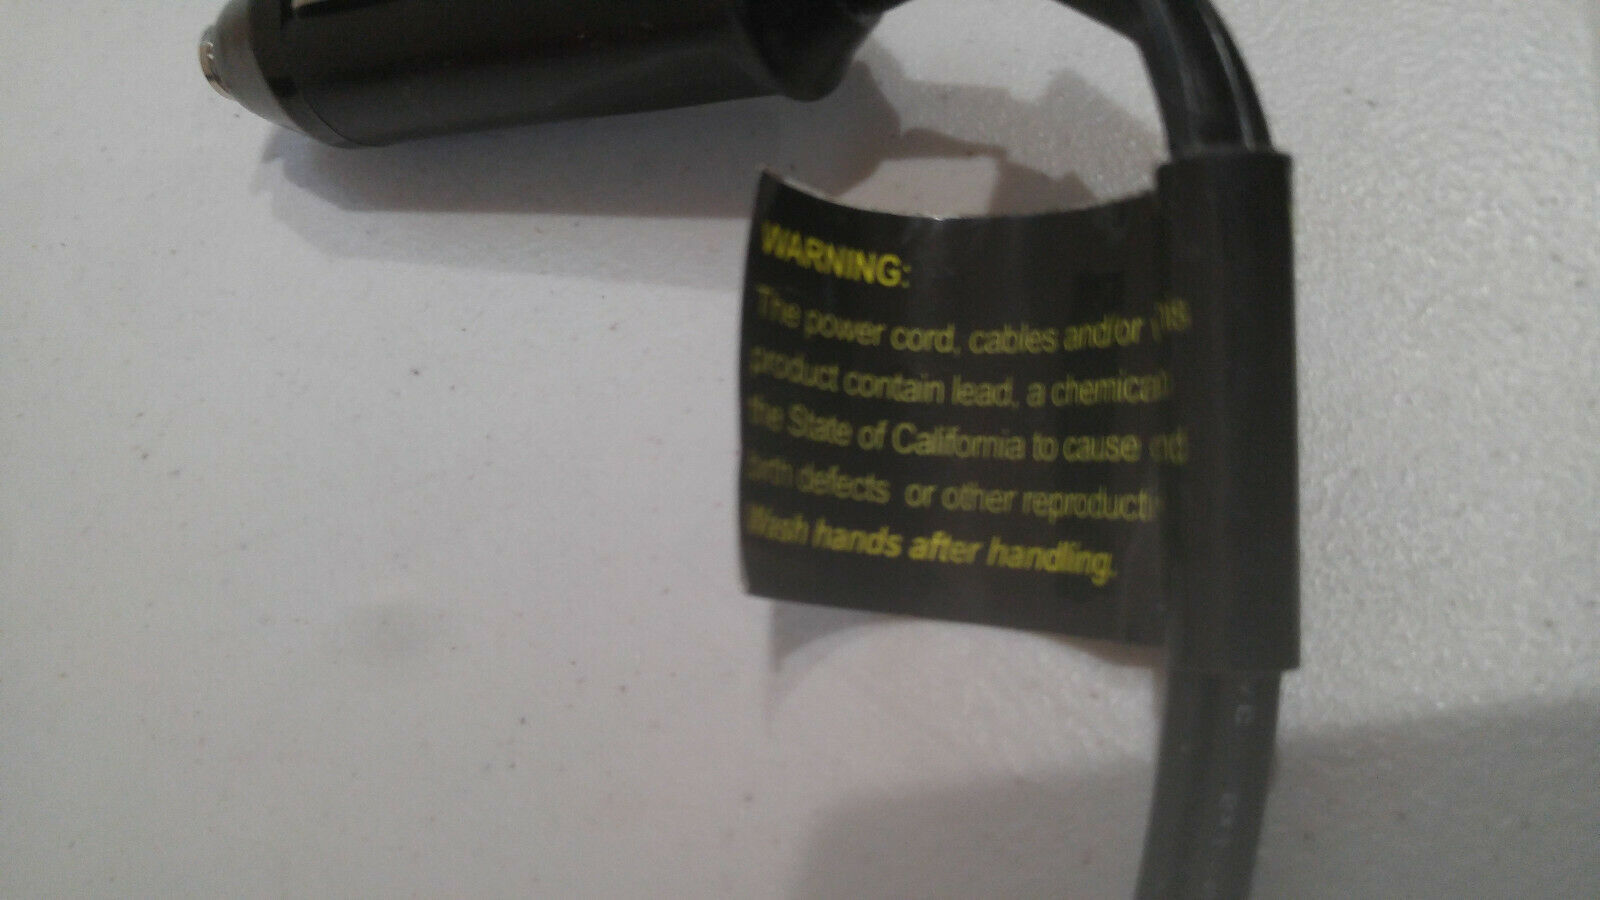 WARNING:
The power cord, cables and/or this
product contain lead, a chemical
the State of California to cause
birth defects or other
Wash hands after handling.